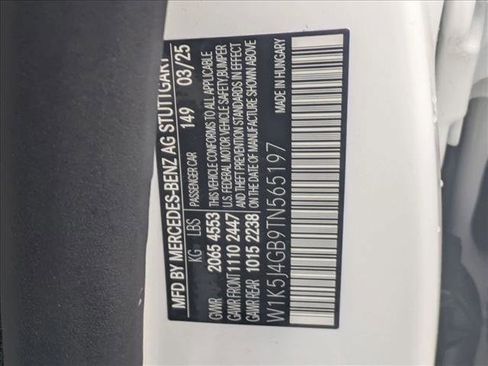 MFD BY MERCEDES-BENZ AG STUTTGART
149 03/25
PASSENGER CAR
KG LBS
GVWR 2065 4553
GAWR FRONT 1110 2447
GAWR REAR 1015 2238
THIS VEHICLE CONFORMS TO ALL APPLICABLE
U.S. FEDERAL MOTOR VEHICLE SAFETY,BUMPER
AND THEFT PREVENTION STANDARDS IN EFFECT
ON THE DATE OF MANUFACTURE SHOWN ABOVE
MADE IN HUNGARY
W1K5J4GB9TN565197